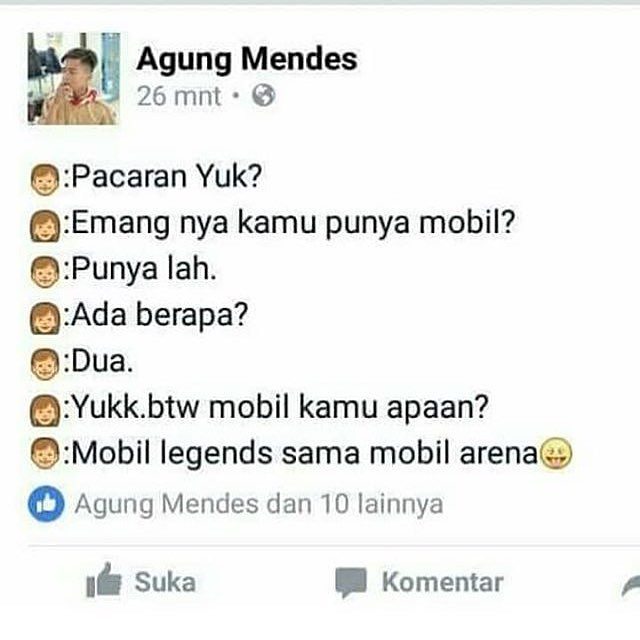 Agung Mendes
26 mnt •
👦:Pacaran Yuk?
👩:Emang nya kamu punya mobil?
👦:Punya lah.
👩:Ada berapa?
👦:Dua.
👩:Yukk.btw mobil kamu apaan?
👦:Mobil legends sama mobil arena😝
Agung Mendes dan 10 lainnya
Suka Komentar